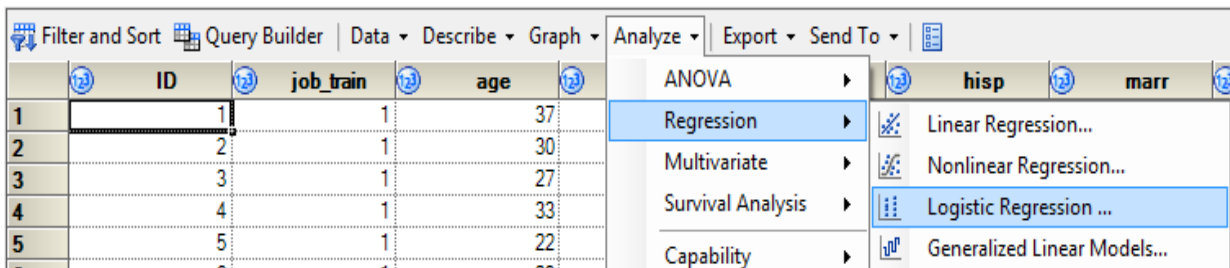 Filter and Sort Query Builder Data Describe Graph Analyze Export Send To
ID job_train age hisp marr
ANOVA
1 1 1 37
Regression
Linear Regression...
2 2 1 30
Multivariate
Nonlinear Regression...
3 3 1 27
Survival Analysis
Logistic Regression ...
4 4 1 33
5 5 1 22
Capability
Generalized Linear Models...